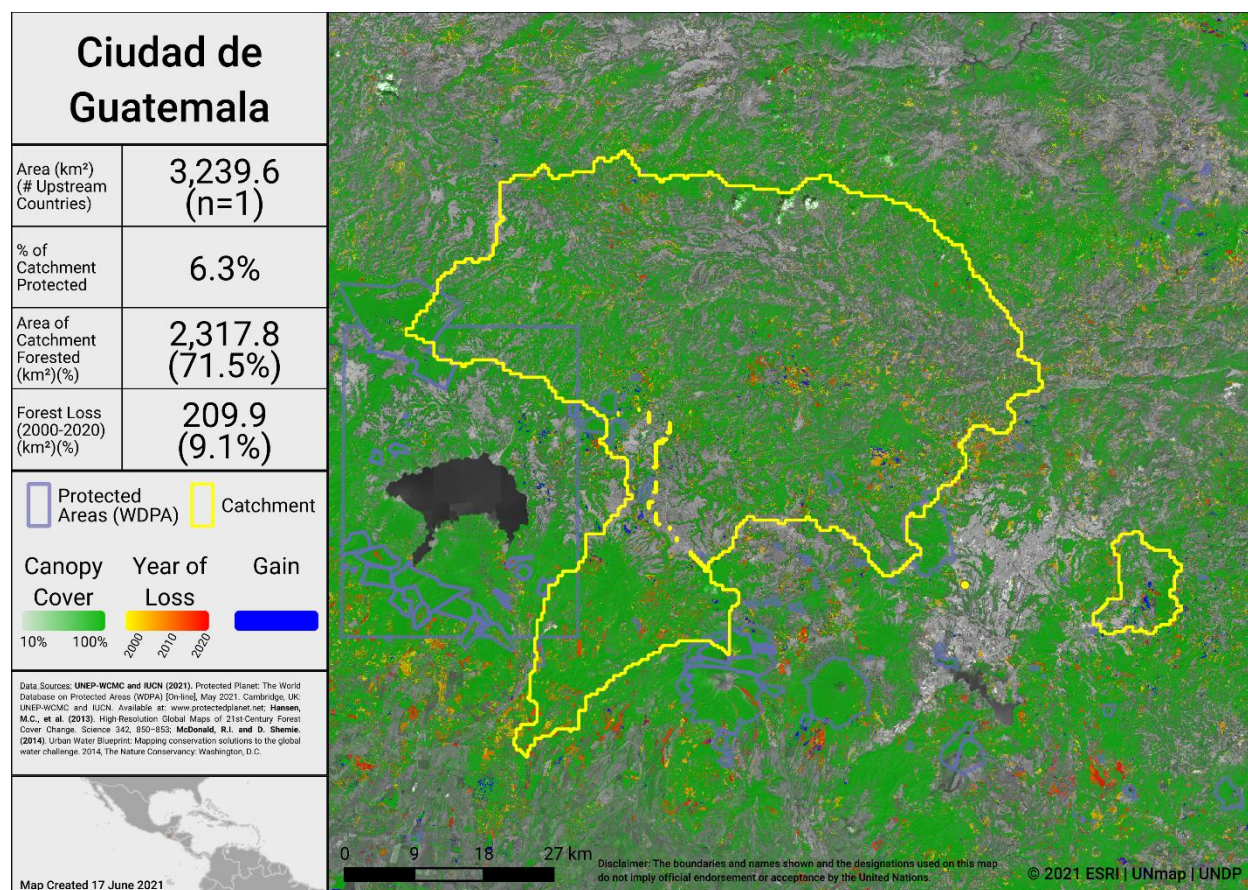 Ciudad de
Guatemala
Area (km²)
(# Upstream
Countries)
3,239.6
(n=1)
% of
Catchment
Protected
6.3%
Area of
Catchment
Forested
(km²)(%)
2,317.8
(71.5%)
Forest Loss
(2000-2020)
(km²)(%)
209.9
(9.1%)
Protected
Areas (WDPA)
Catchment
Canopy
Cover
10% 100%
Year of
Loss
2000 2010 2020
Gain
Data Sources: UNEP-WCMC and IUCN (2021). Protected Planet: The World
Database on Protected Areas (WDPA) [On-line], May 2021. Cambridge, UK:
UNEP-WCMC and IUCN. Available at: www.protectedplanet.net; Hansen,
M.C., et al. (2013). High-Resolution Global Maps of 21st-Century Forest
Cover Change. Science 342, 850–853; McDonald, R.I. and D. Shemie.
(2014). Urban Water Blueprint: Mapping conservation solutions to the global
water challenge. 2014, The Nature Conservancy: Washington, D.C.
Map Created 17 June 2021
0 9 18 27 km
Disclaimer: The boundaries and names shown and the designations used on this map
do not imply official endorsement or acceptance by the United Nations.
© 2021 ESRI | UNmap | UNDP